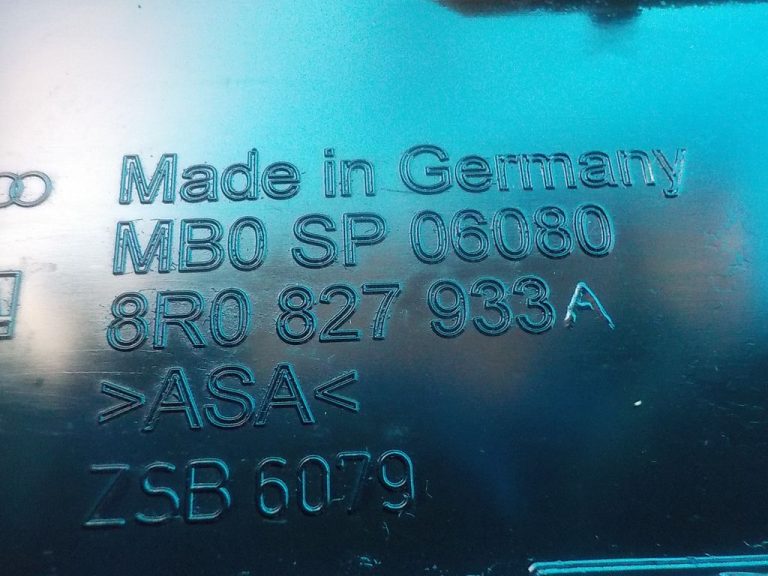 Made in Germany
MB0 SP 06080
8R0 827 933 A
>ASA<
ZSB 6079